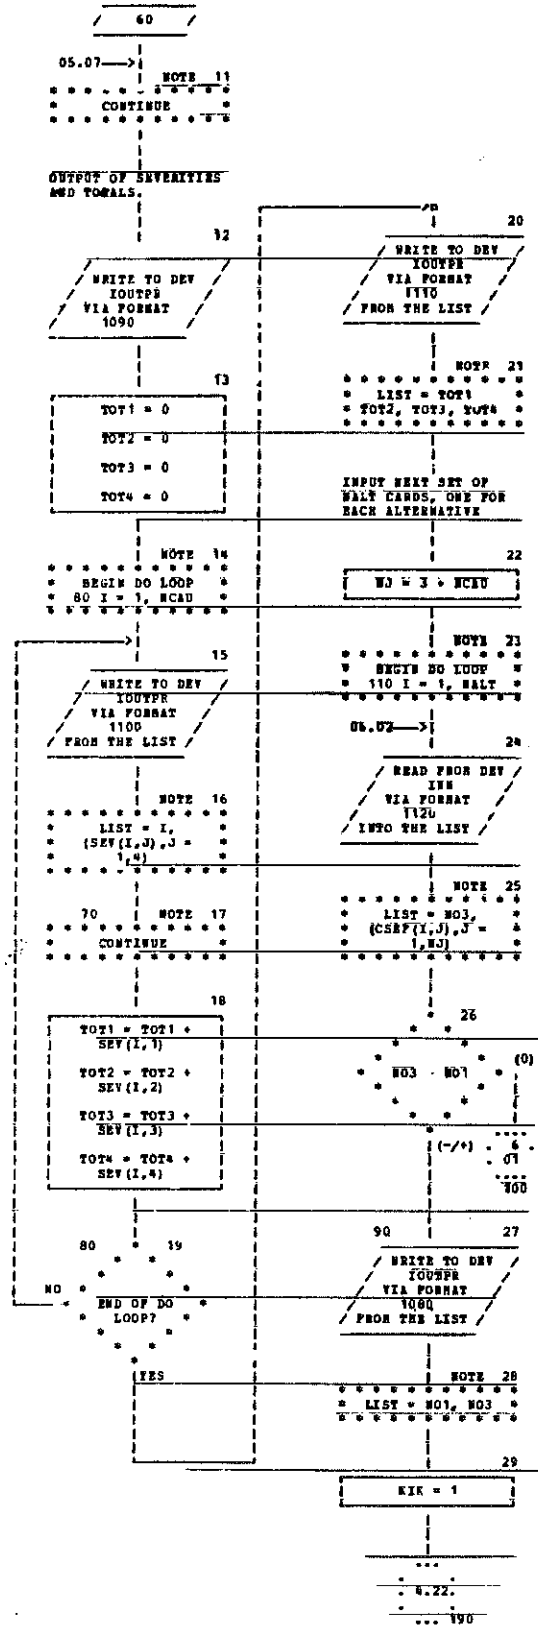 60
05.07
NOTE 11
CONTINUE
OUTPUT OF SEVERITIES
AND TOTALS.
12
WRITE TO DEV
IOUTPR
VIA FORMAT
1090
13
TOT1 = 0
TOT2 = 0
TOT3 = 0
TOT4 = 0
NOTE 14
BEGIN DO LOOP
80 I = 1, NCAU
15
WRITE TO DEV
IOUTPR
VIA FORMAT
1100
FROM THE LIST
NOTE 16
LIST = I,
(SEV(I,J),J =
1,4)
70 NOTE 17
CONTINUE
18
TOT1 = TOT1 +
SEV(I,1)
TOT2 = TOT2 +
SEV(I,2)
TOT3 = TOT3 +
SEV(I,3)
TOT4 = TOT4 +
SEV(I,4)
80 19
NO
END OF DO
LOOP?
YES
20
WRITE TO DEV
IOUTPR
VIA FORMAT
1110
FROM THE LIST
NOTE 21
LIST = TOT1
TOT2, TOT3, TOT4
INPUT NEXT SET OF
NALT CARDS, ONE FOR
EACH ALTERNATIVE
22
NJ = 3 + NCAU
NOTE 23
BEGIN DO LOOP
110 I = 1, NALT
06.02
24
READ FROM DEV
INN
VIA FORMAT
1120
INTO THE LIST
NOTE 25
LIST = NO3,
(CSEF(I,J),J =
1,NJ)
26
NO3 - NO1
(0)
(-/+)
6
01
100
90 27
WRITE TO DEV
IOUTPR
VIA FORMAT
1080
FROM THE LIST
NOTE 28
LIST = NO1, NO3
29
KIK = 1
4.22.
190